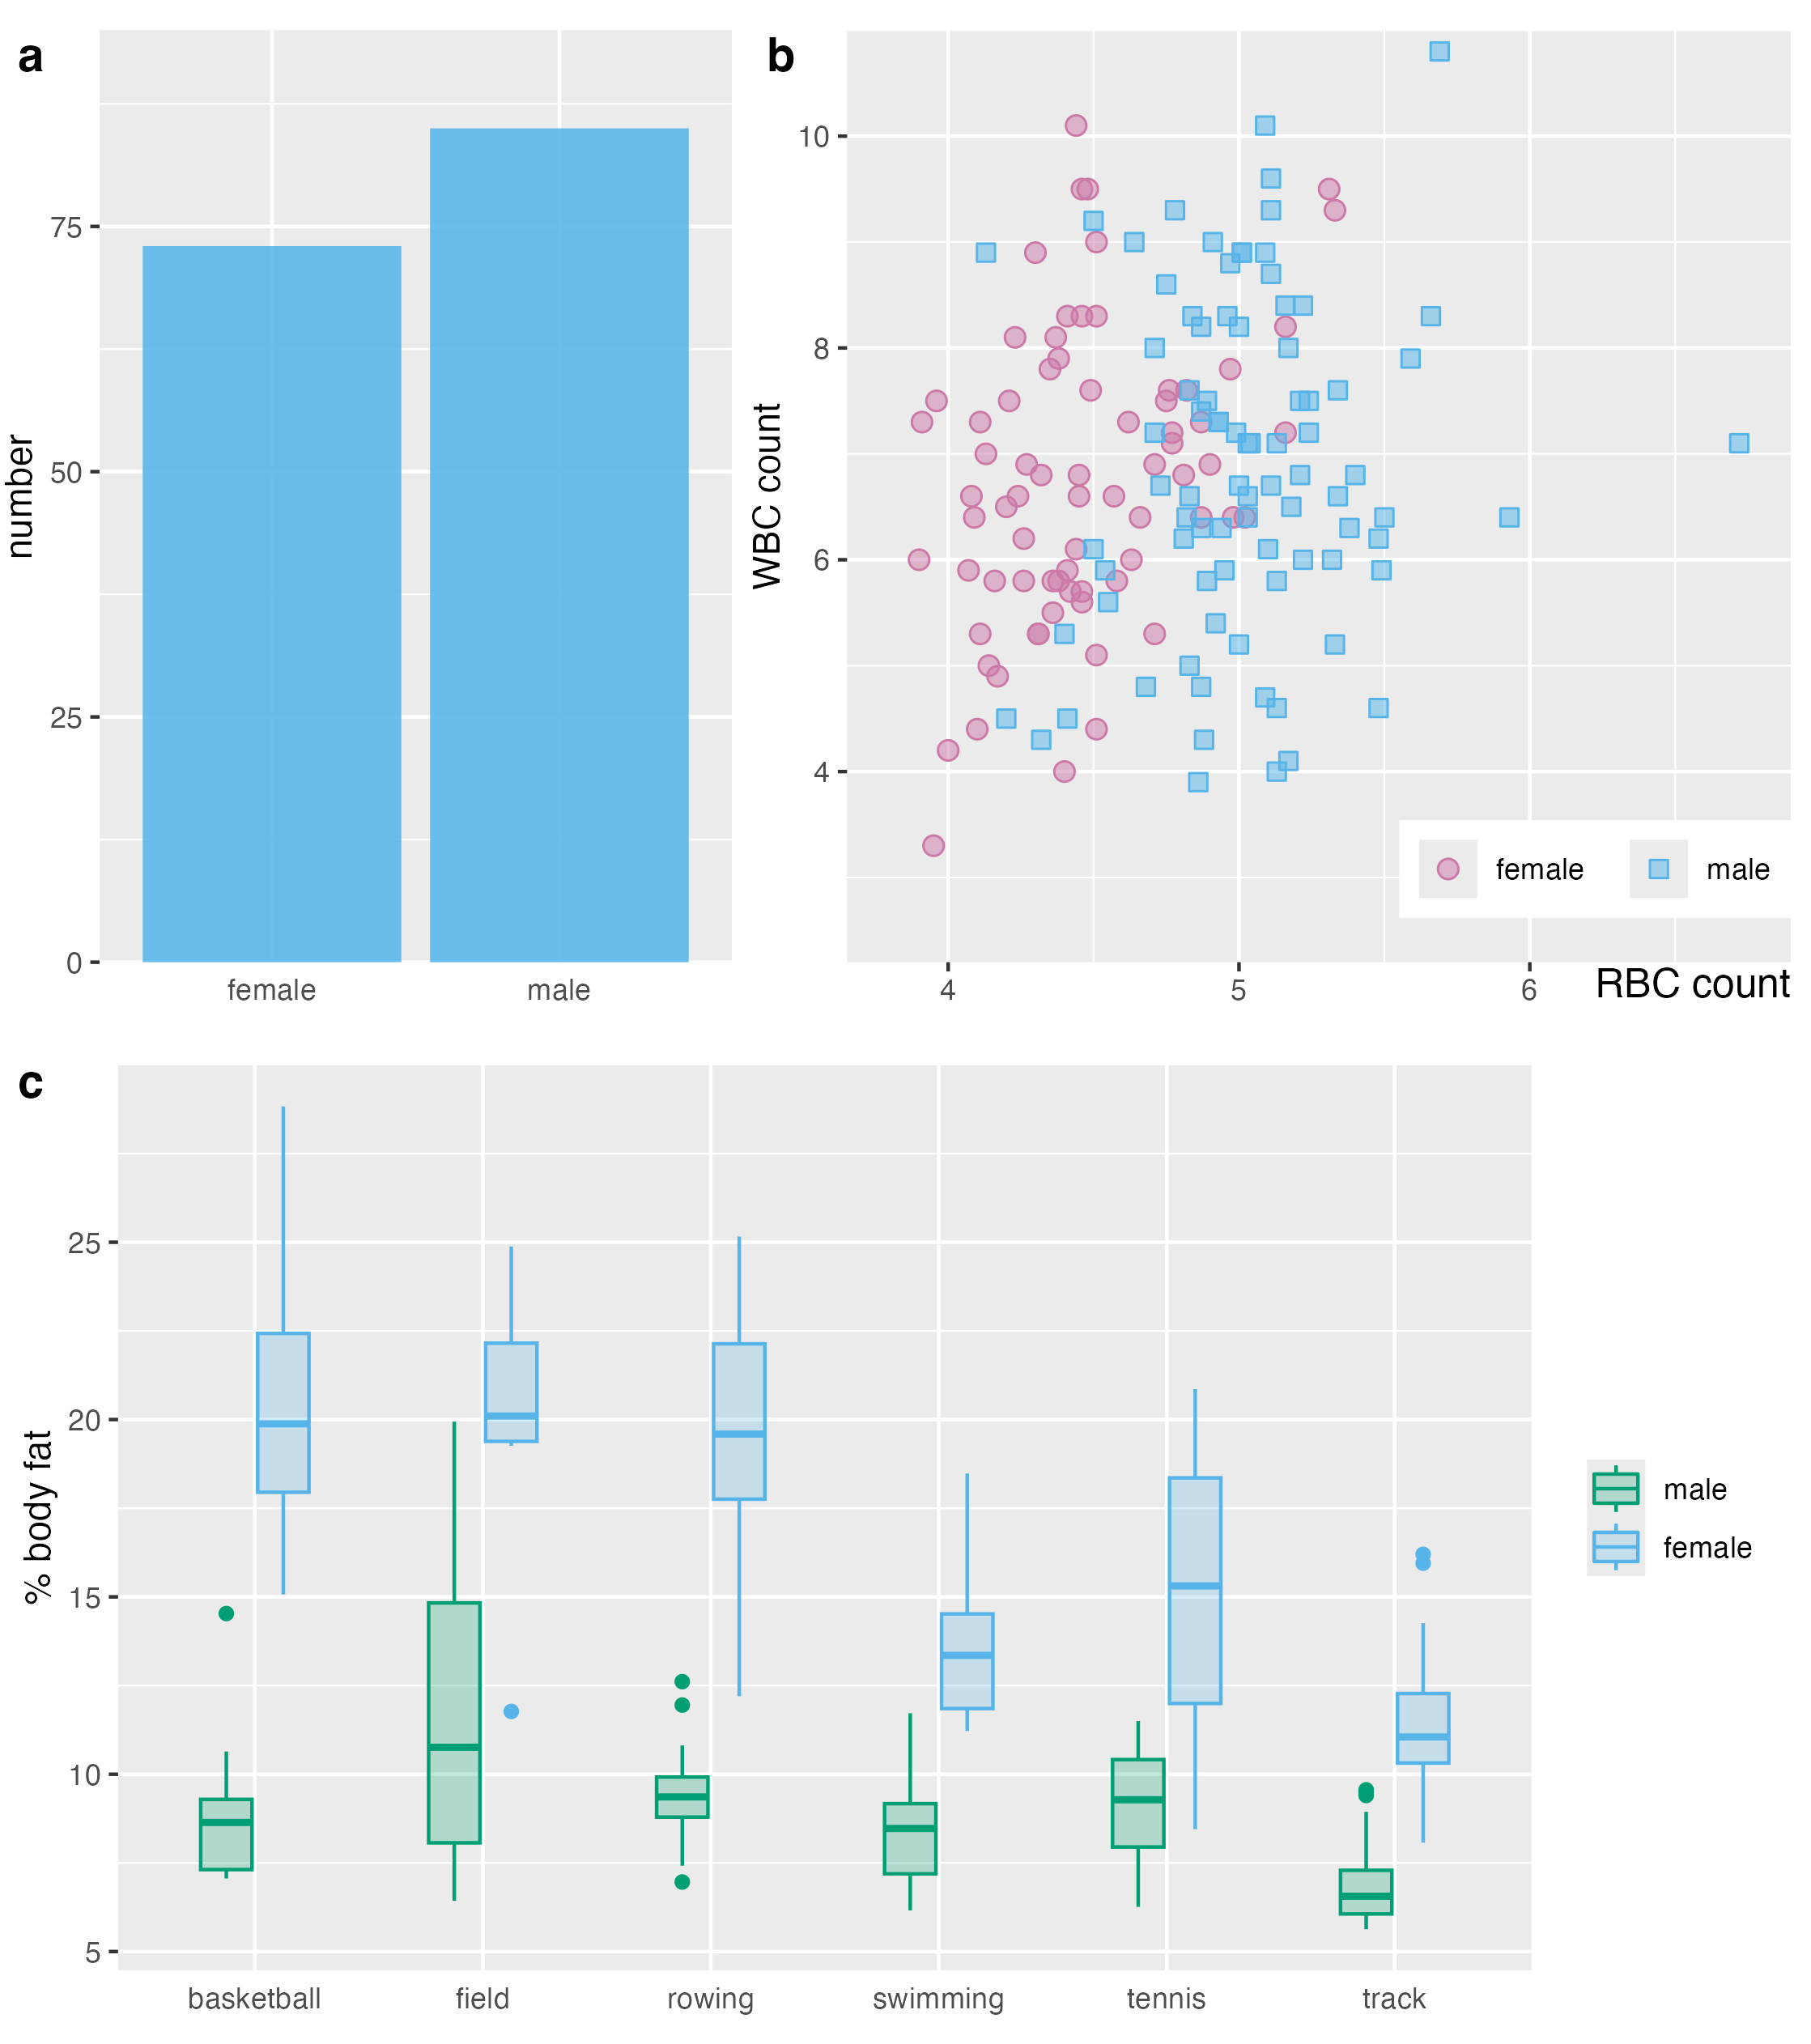 a
number
75
50
25
0
female male
b
WBC count
10
8
6
4
female male
4 5 6
RBC count
c
% body fat
25
20
15
10
5
basketball field rowing swimming tennis track
male
female